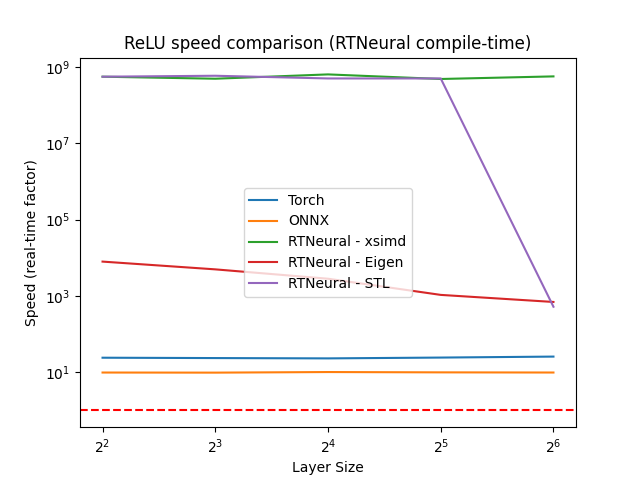 ReLU speed comparison (RTNeural compile-time)
Speed (real-time factor)
10⁹
10⁷
10⁵
10³
10¹
Torch
ONNX
RTNeural - xsimd
RTNeural - Eigen
RTNeural - STL
2² 2³ 2⁴ 2⁵ 2⁶
Layer Size